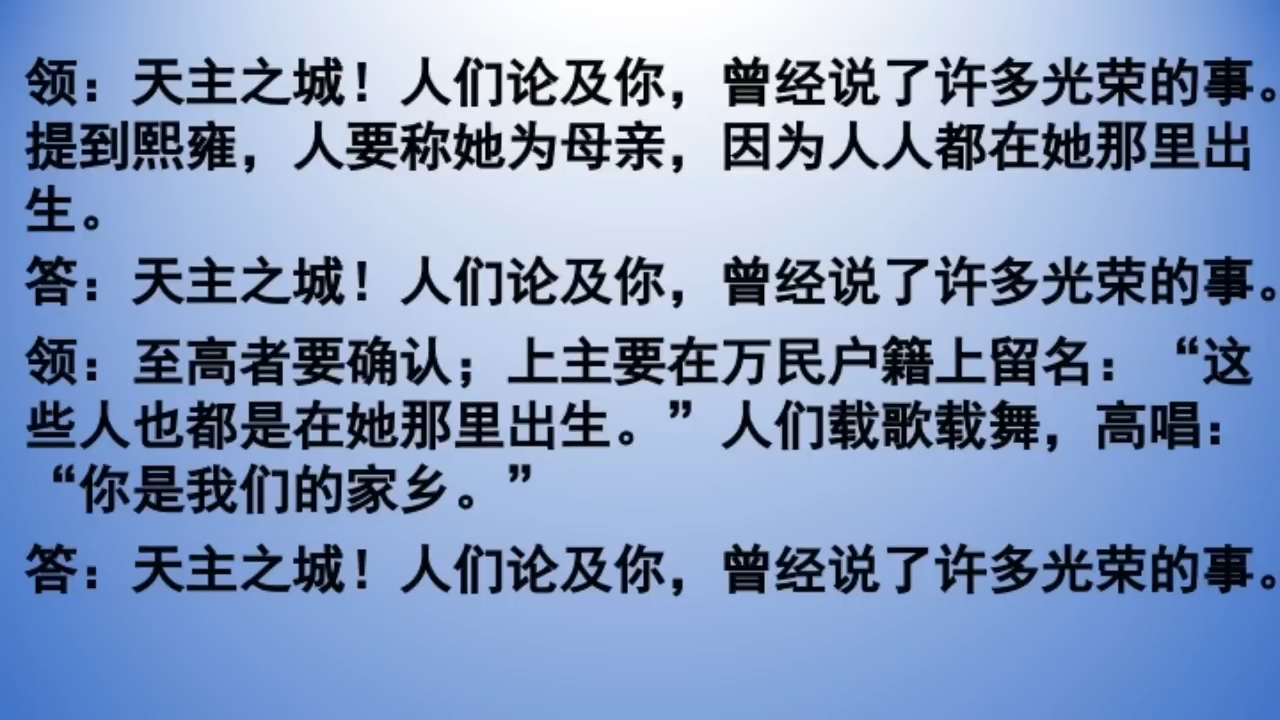 领：天主之城！人们论及你，曾经说了许多光荣的事。
提到熙雍，人要称她为母亲，因为人人都在她那里出
生。
答：天主之城！人们论及你，曾经说了许多光荣的事。
领：至高者要确认；上主要在万民户籍上留名：“这
些人也都是在她那里出生。”人们载歌载舞，高唱：
“你是我们的家乡。”
答：天主之城！人们论及你，曾经说了许多光荣的事。